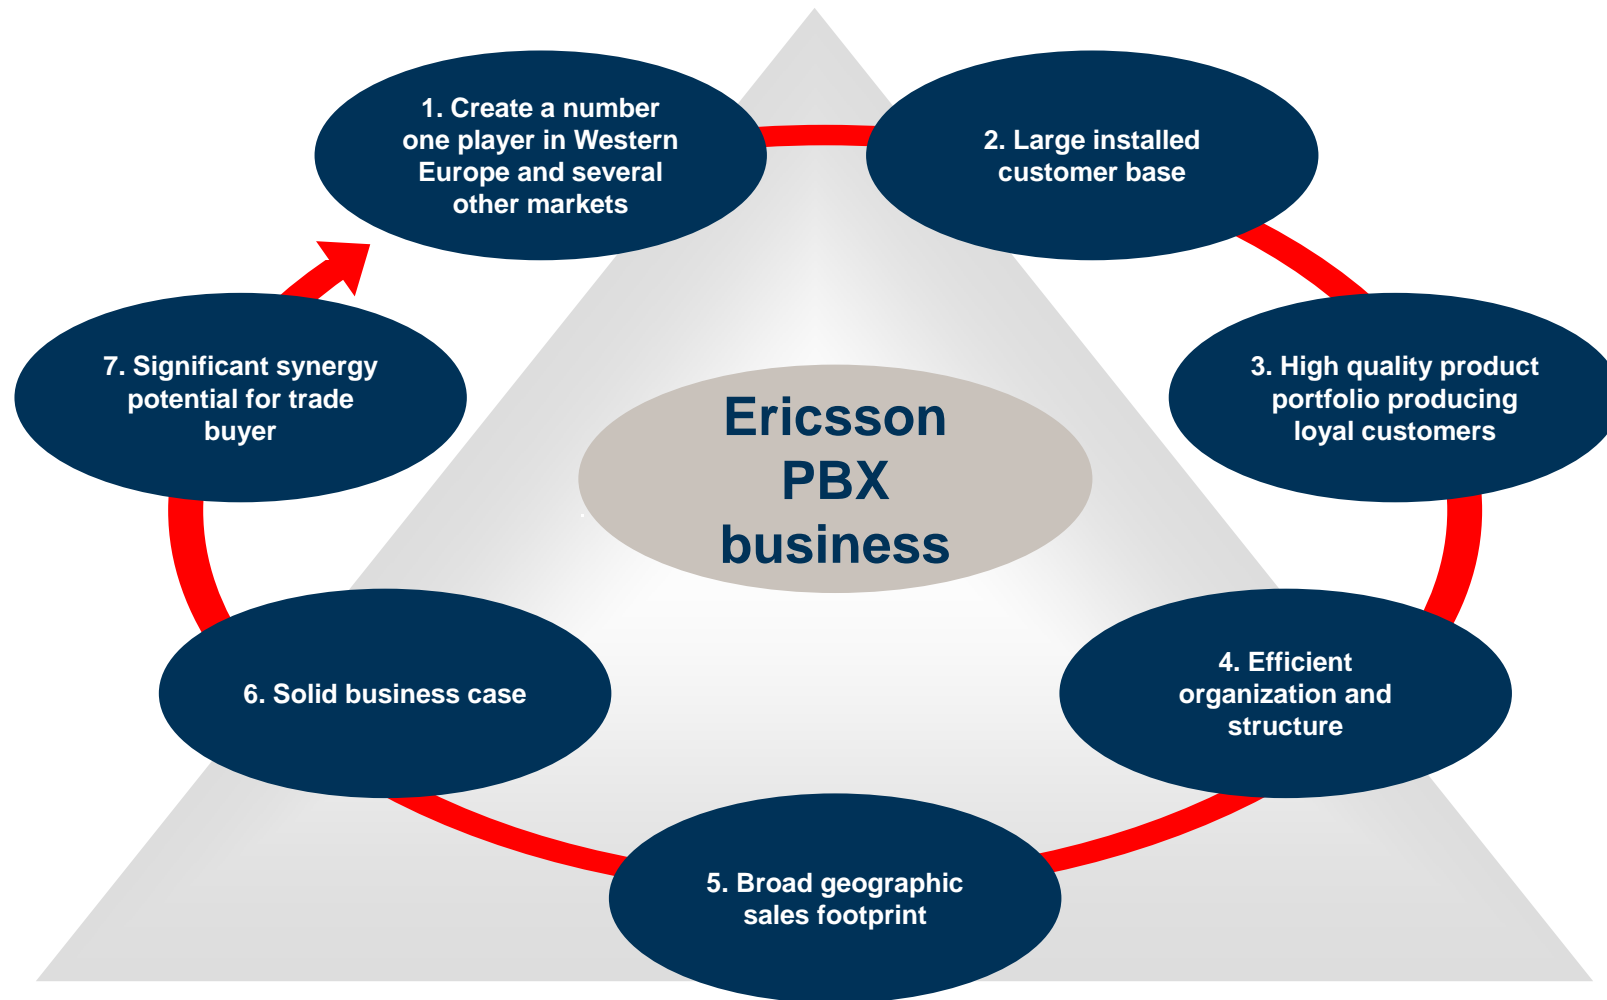 1. Create a number
one player in Western
Europe and several
other markets
2. Large installed
customer base
3. High quality product
portfolio producing
loyal customers
4. Efficient
organization and
structure
5. Broad geographic
sales footprint
6. Solid business case
7. Significant synergy
potential for trade
buyer
Ericsson
PBX
business